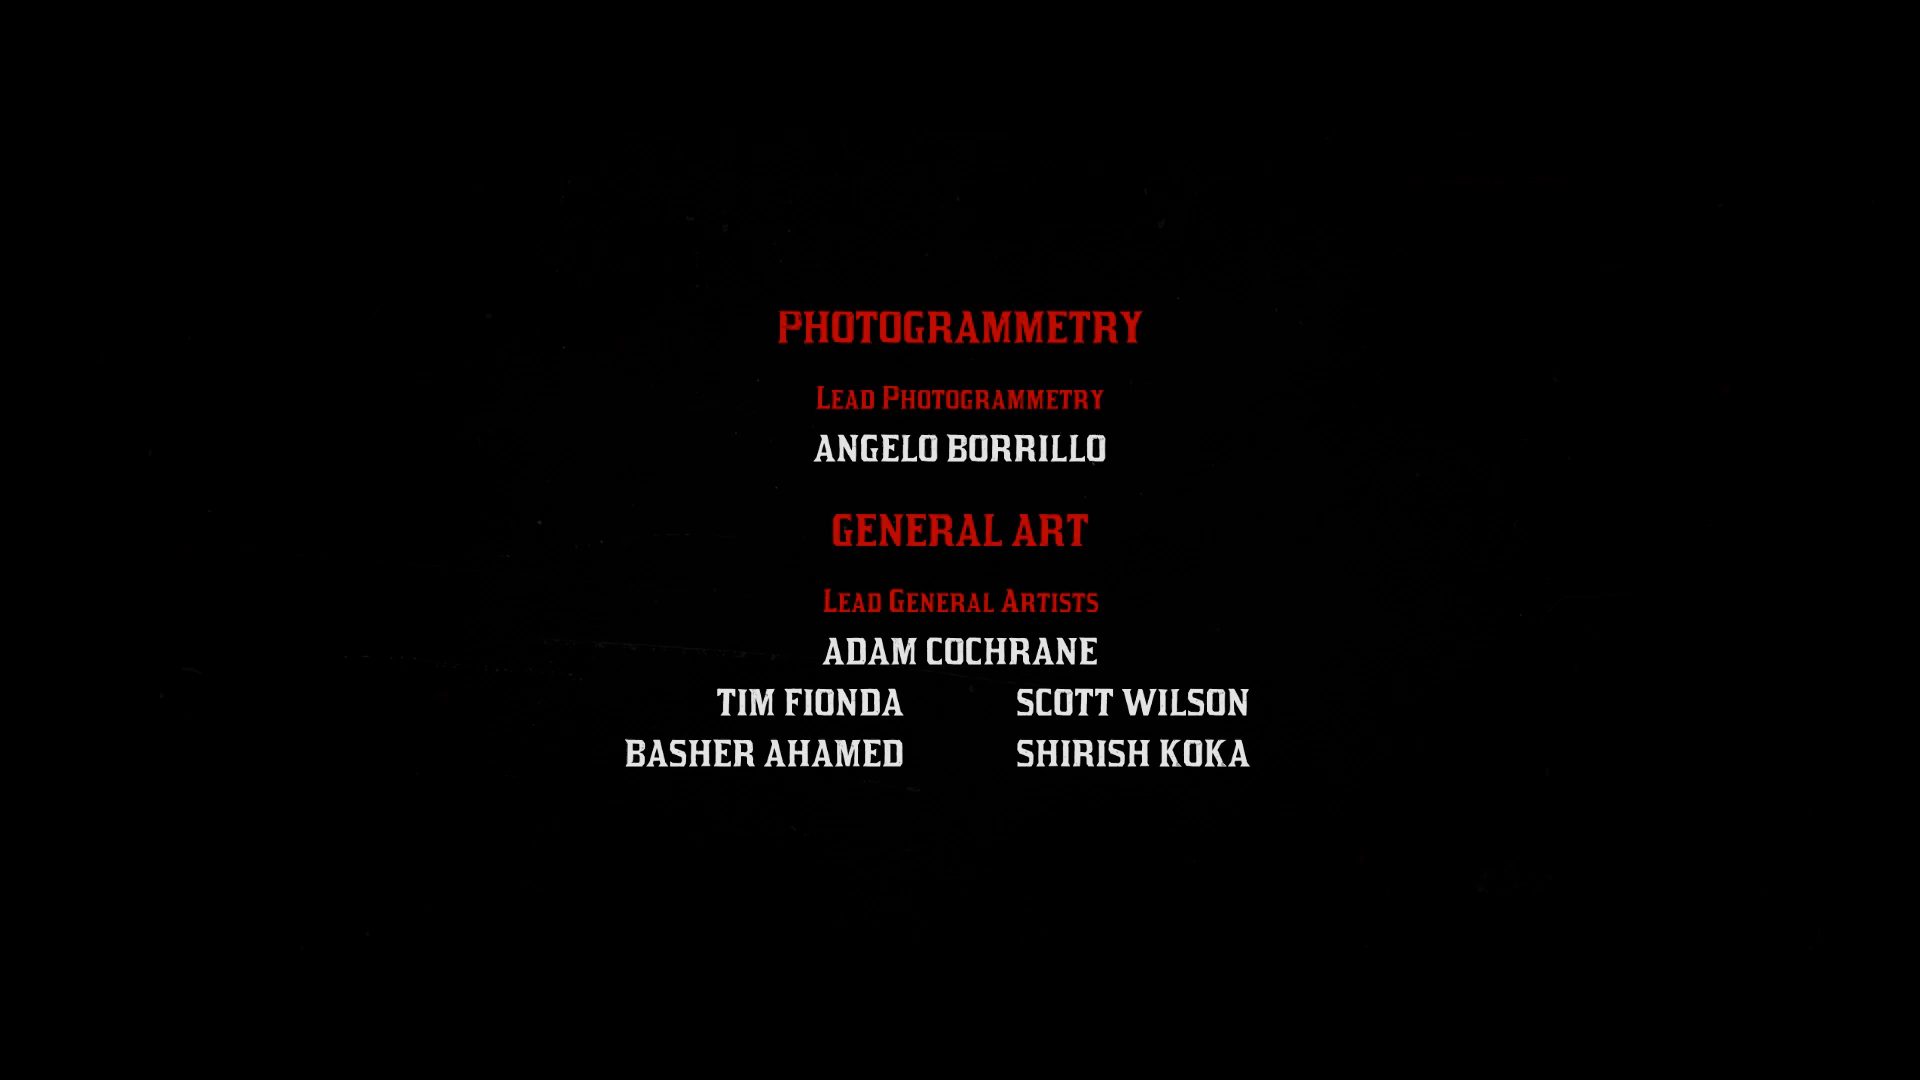 PHOTOGRAMMETRY
LEAD PHOTOGRAMMETRY
ANGELO BORRILLO
GENERAL ART
LEAD GENERAL ARTISTS
ADAM COCHRANE
TIM FIONDA SCOTT WILSON
BASHER AHAMED SHIRISH KOKA